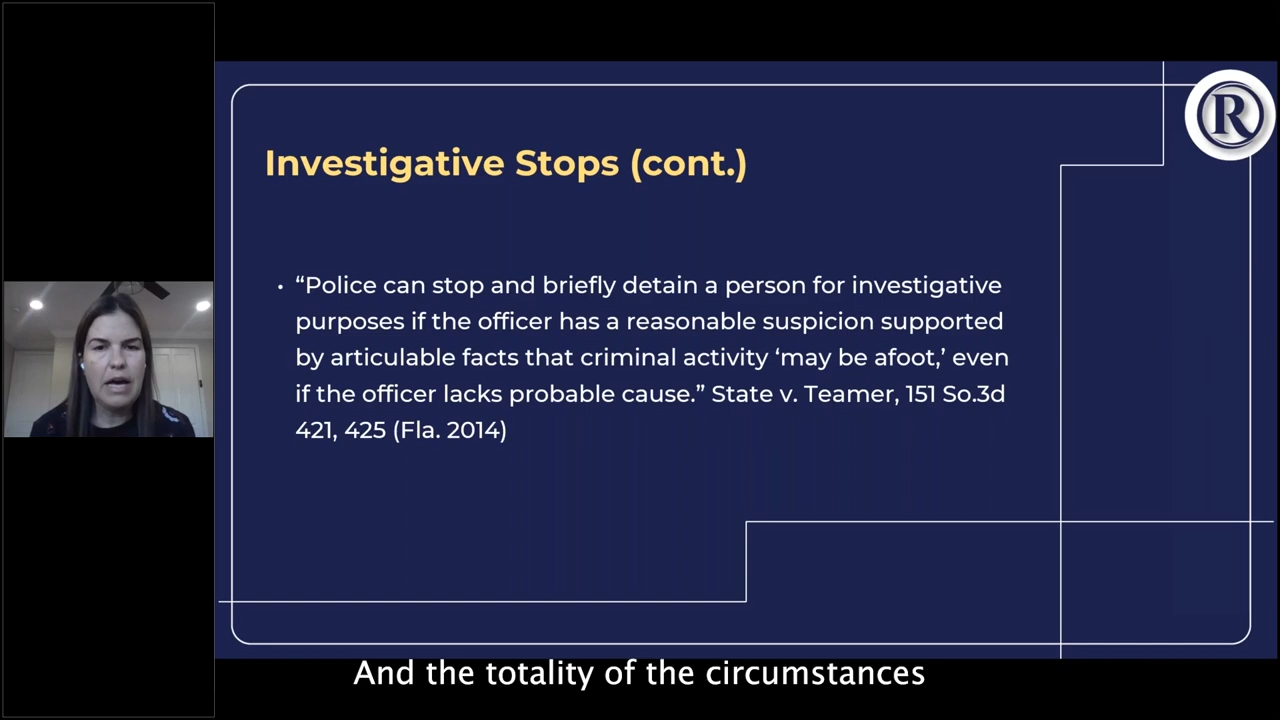 R
Investigative Stops (cont.)
• “Police can stop and briefly detain a person for investigative
purposes if the officer has a reasonable suspicion supported
by articulable facts that criminal activity ‘may be afoot,’ even
if the officer lacks probable cause.” State v. Teamer, 151 So.3d
421, 425 (Fla. 2014)
And the totality of the circumstances